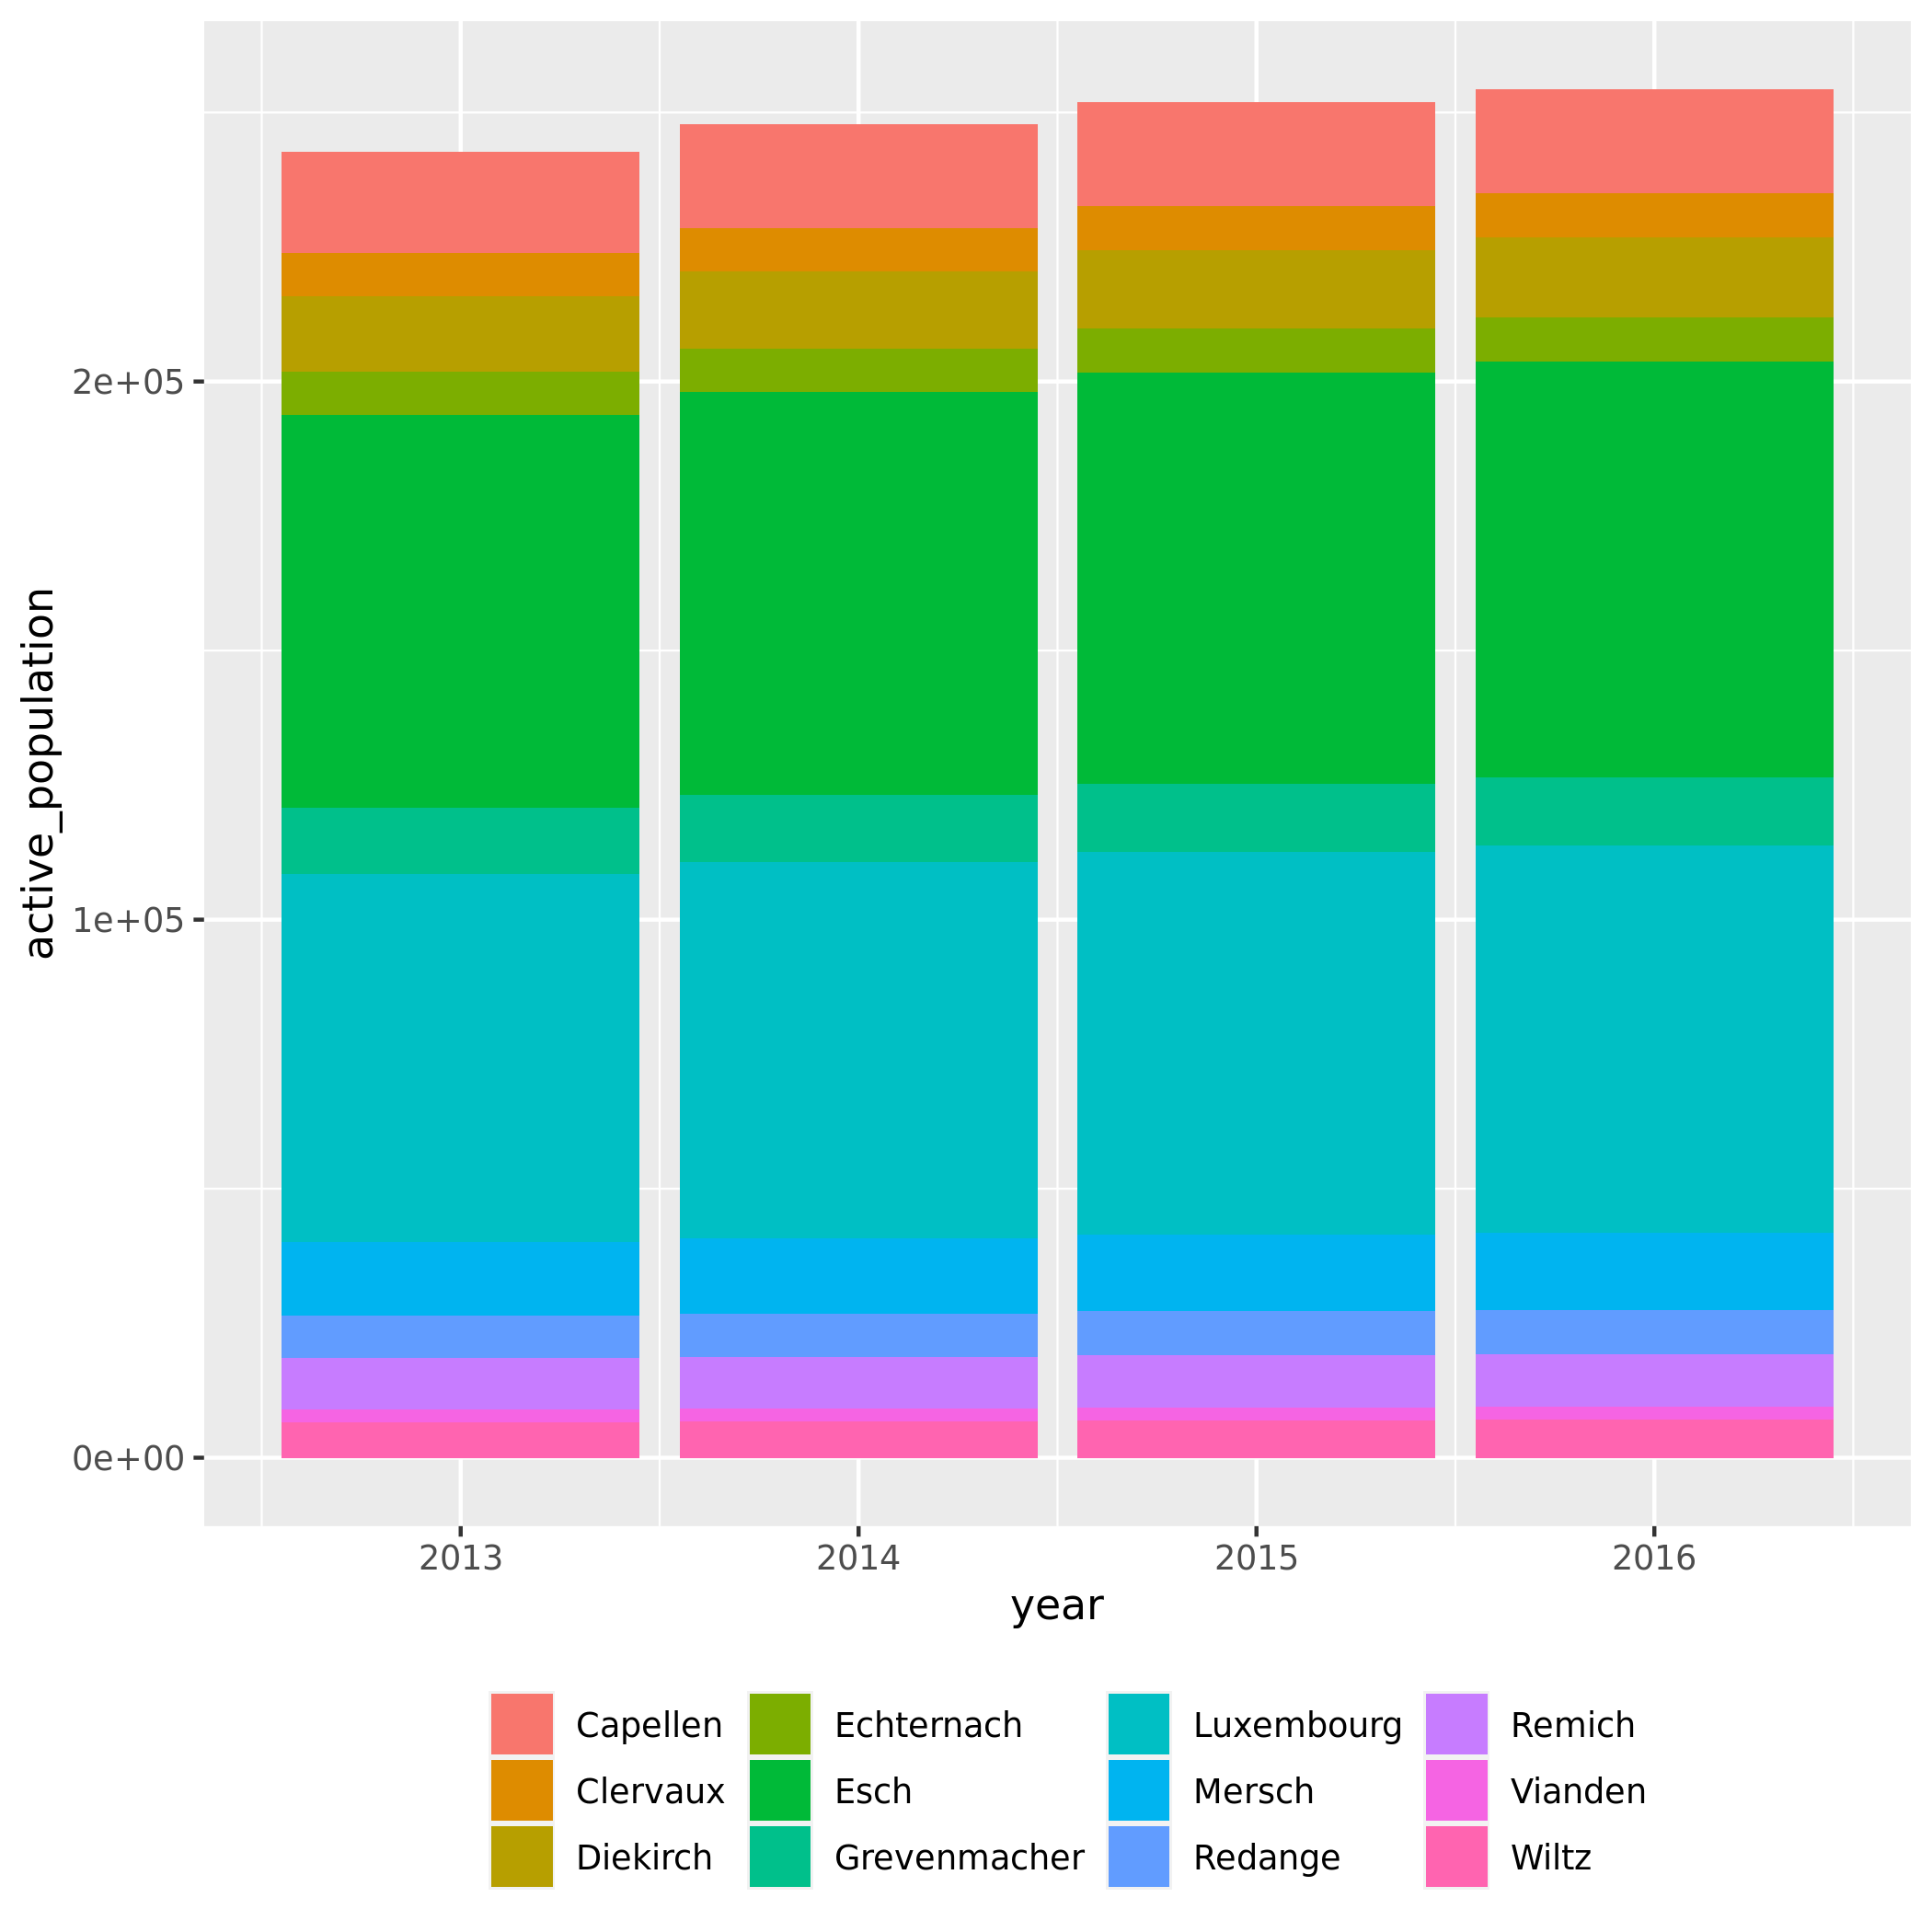 active_population
2e+05
1e+05
0e+00
2013 2014 2015 2016
year
Capellen Echternach Luxembourg Remich
Clervaux Esch Mersch Vianden
Diekirch Grevenmacher Redange Wiltz